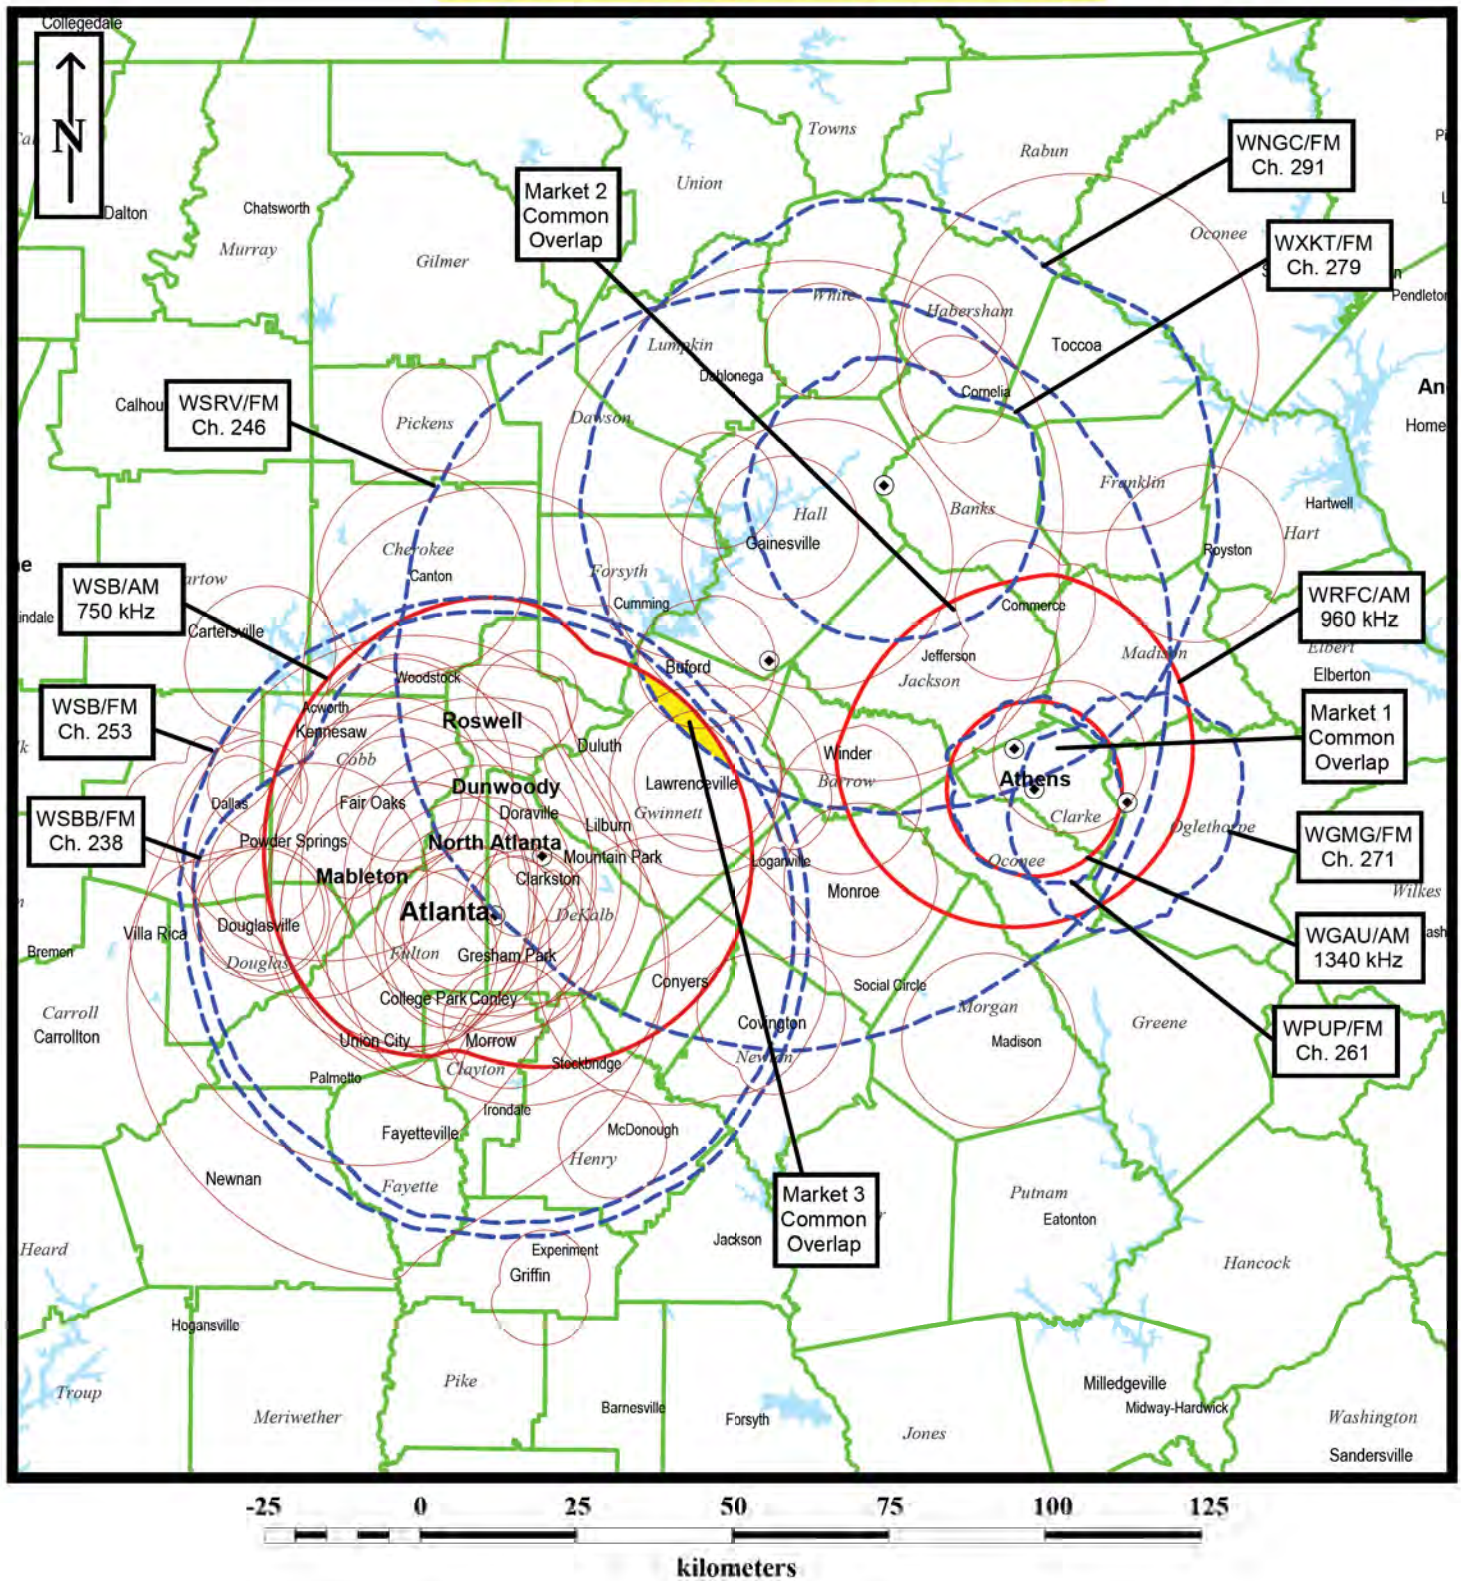 Collegedale
N
Towns
Rabun
WNGC/FM
Ch. 291
Union
Market 2
Common
Overlap
Dalton
Chatsworth
Murray
Gilmer
Oconee
WXKT/FM
Ch. 279
Pendleton
White
Habersham
Lumpkin
Toccoa
Dahlonega
Cornelia
WSRV/FM
Ch. 246
Calhou
Pickens
Dawson
An
Home
Franklin
Hall
Banks
Hartwell
Gainesville
Hart
Cherokee
Canton
Royston
Forsyth
WSB/AM
750 kHz
artow
Cumming
Commerce
WRFC/AM
960 kHz
indale
Cartersville
Elbert
Buford
Jefferson
Madison
Elberton
Jackson
Woodstock
WSB/FM
Ch. 253
Acworth
Roswell
Kennesaw
Cobb
Duluth
Winder
Market 1
Common
Overlap
Lawrenceville
Barrow
Athens
Dunwoody
Dallas
Fair Oaks
Doraville
Gwinnett
Clarke
WSBB/FM
Ch. 238
Lilburn
Oglethorpe
WGMG/FM
Ch. 271
Powder Springs
North Atlanta
Mountain Park
Loganville
Oconee
Mableton
Clarkston
Monroe
Wilkes
Atlanta
DeKalb
Douglasville
Villa Rica
Bremen
Fulton
Gresham Park
WGAU/AM
1340 kHz
ash
Douglas
Conyers
Social Circle
College Park
Conley
Morgan
Carroll
Carrollton
Covington
Greene
WPUP/FM
Ch. 261
Union City
Morrow
Madison
Newton
Stockbridge
Clayton
Palmetto
Irondale
Fayetteville
McDonough
Henry
Newnan
Fayette
Market 3
Common
Overlap
Putnam
Eatonton
Jackson
Heard
Experiment
Griffin
Hancock
Hogansville
Troup
Pike
Milledgeville
Barnesville
Midway-Hardwick
Meriwether
Forsyth
Washington
Jones
Sandersville
-25 0 25 50 75 100 125
kilometers